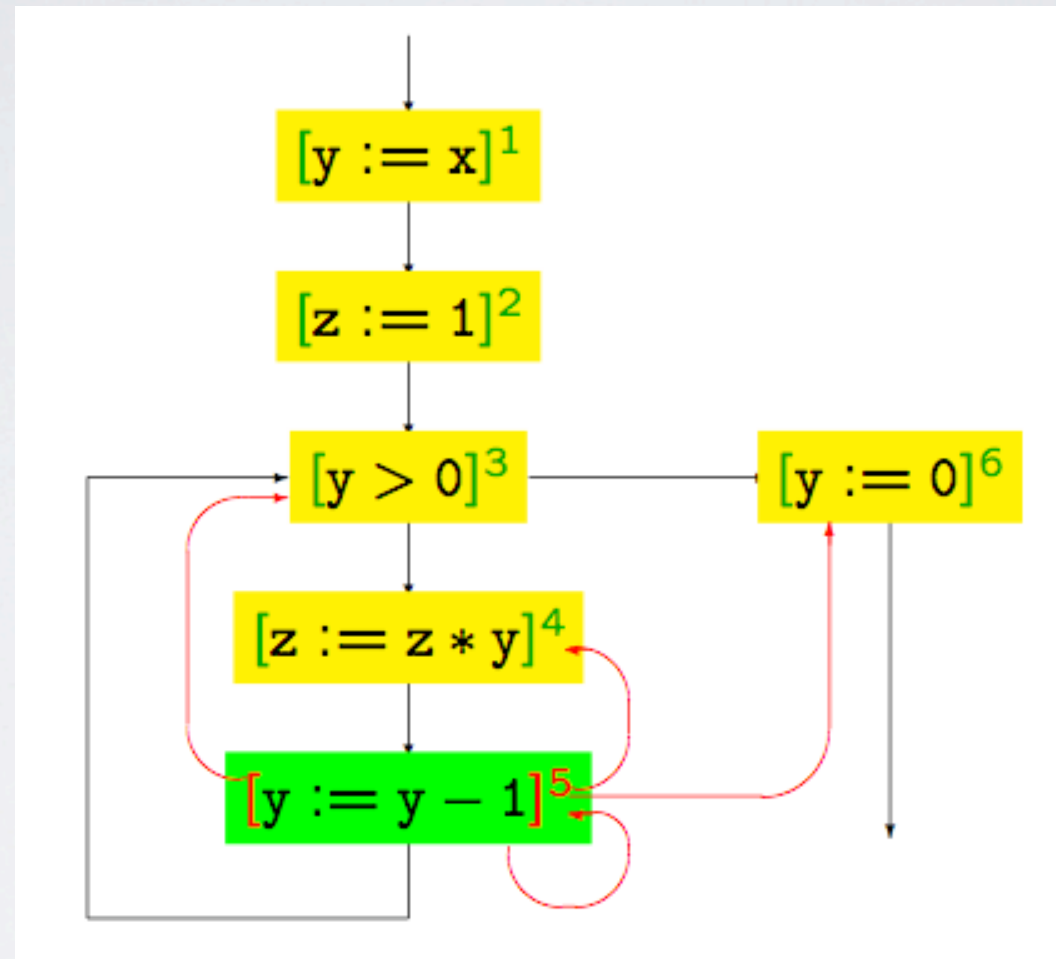 [y := x]¹
[z := 1]²
[y > 0]³
[y := 0]⁶
[z := z * y]⁴
[y := y − 1]⁵